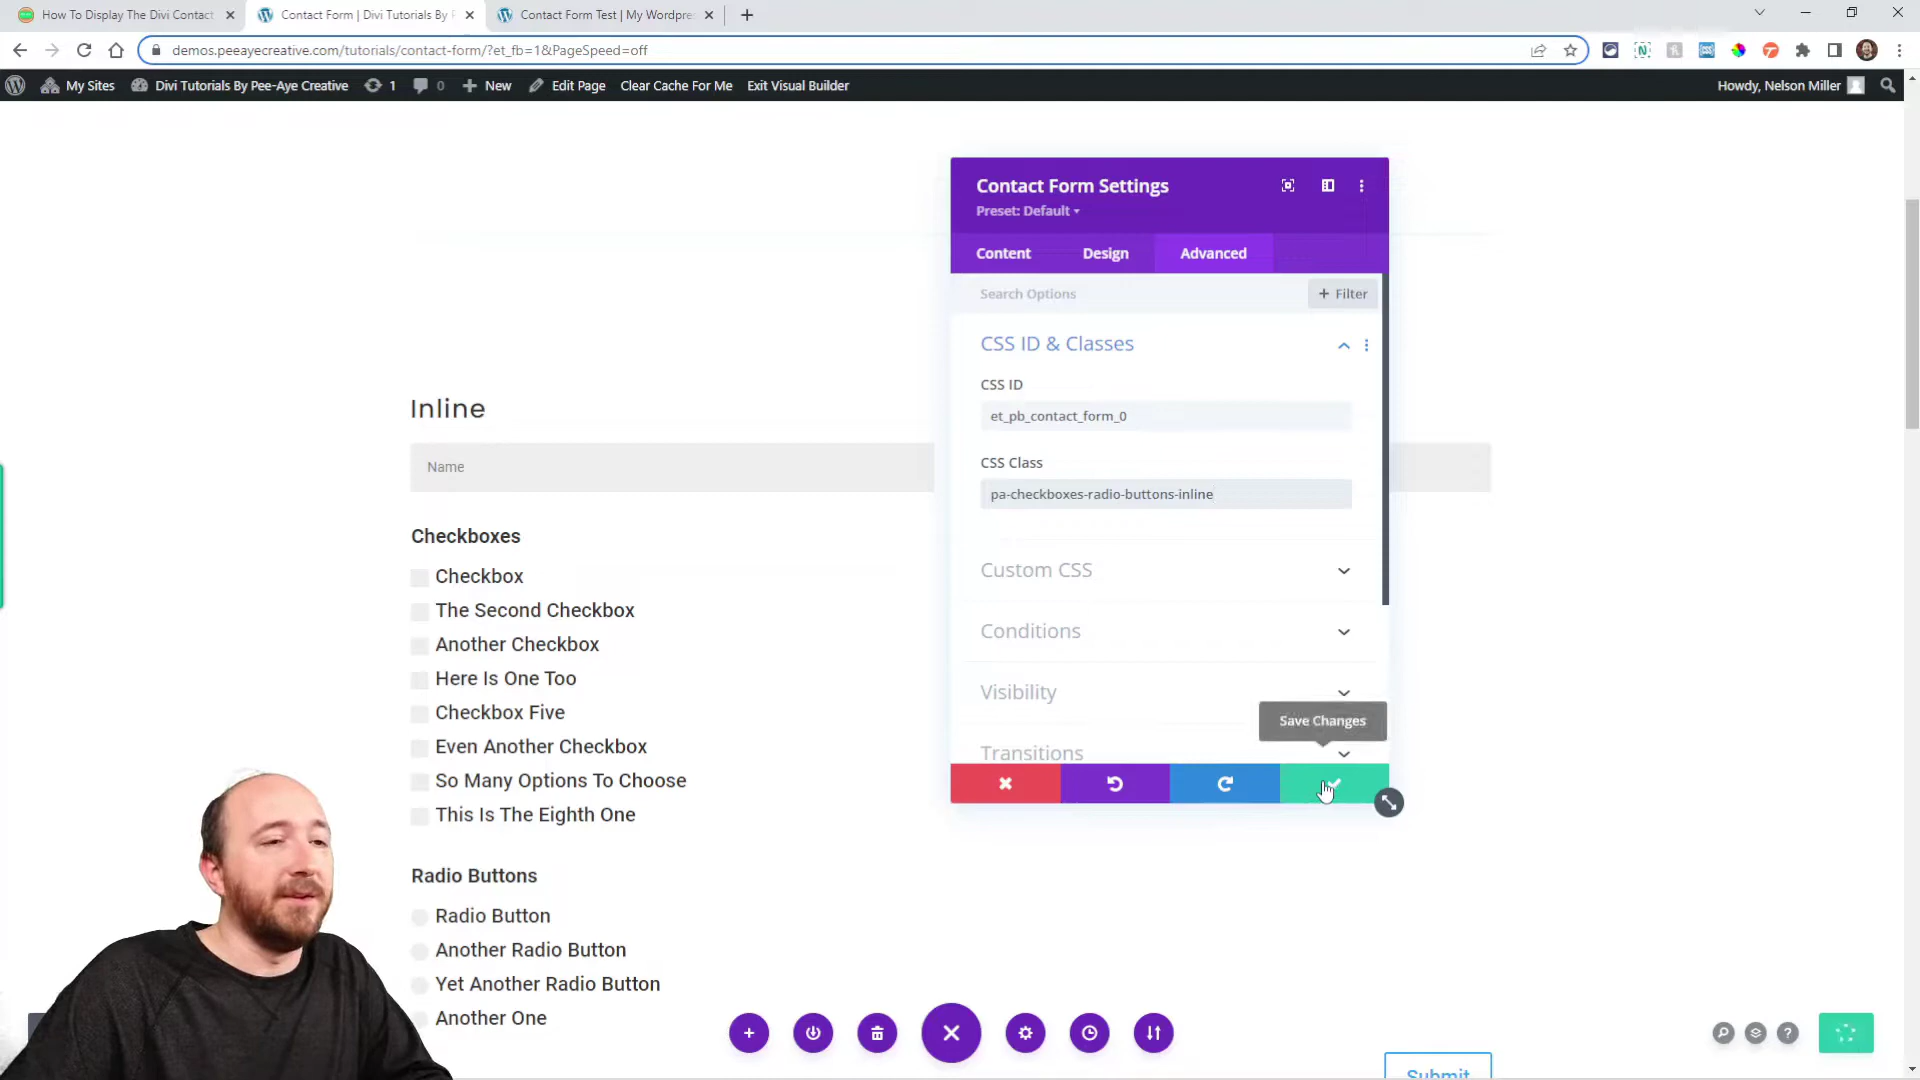 How To Display The Divi Contact
Contact Form | Divi Tutorials By P
Contact Form Test | My Wordpre
demos.peeayecreative.com/tutorials/contact-form/?et_fb=1&PageSpeed=off
My Sites
Divi Tutorials By Pee-Aye Creative
1
0
New
Edit Page
Clear Cache For Me
Exit Visual Builder
Howdy, Nelson Miller
Contact Form Settings
Preset: Default
Content
Design
Advanced
Search Options
+ Filter
CSS ID & Classes
CSS ID
et_pb_contact_form_0
CSS Class
pa-checkboxes-radio-buttons-inline
Custom CSS
Conditions
Visibility
Save Changes
Transitions
Inline
Name
Checkboxes
Checkbox
The Second Checkbox
Another Checkbox
Here Is One Too
Checkbox Five
Even Another Checkbox
So Many Options To Choose
This Is The Eighth One
Radio Buttons
Radio Button
Another Radio Button
Yet Another Radio Button
Another One
Submit